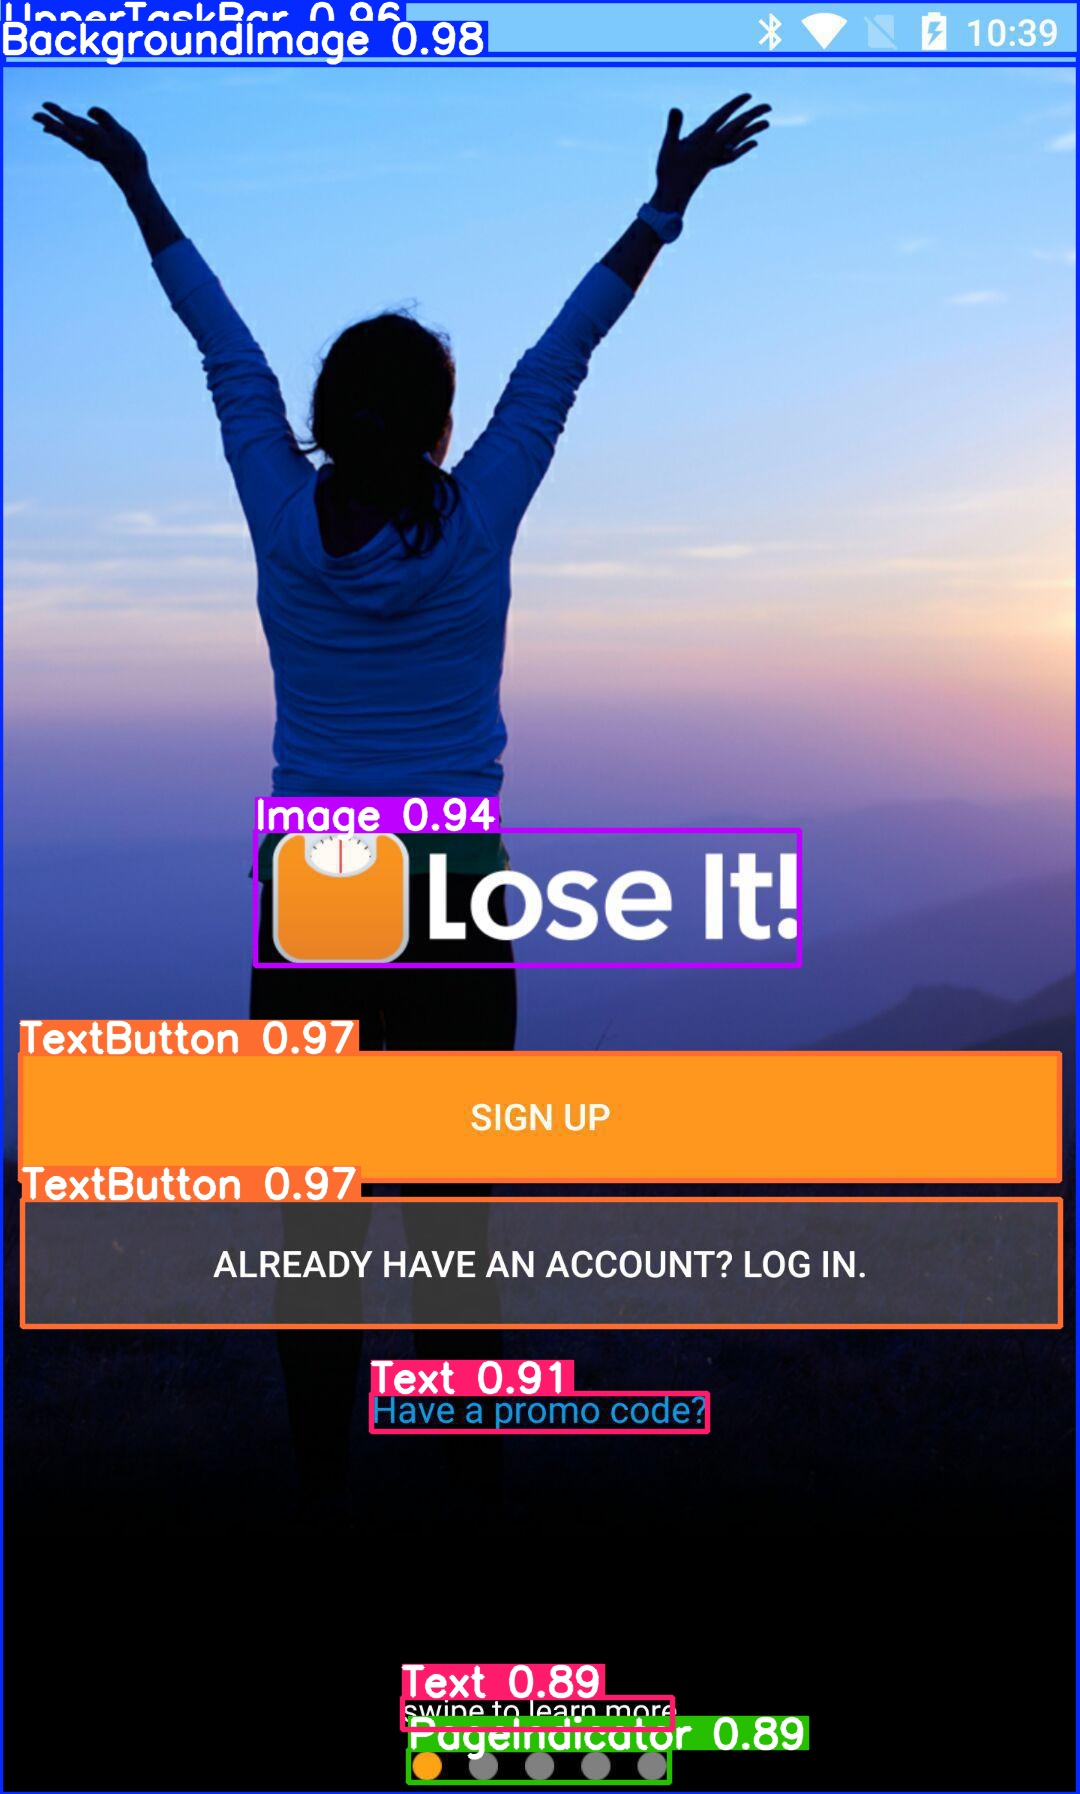 UpperTaskBar 0.96
BackgroundImage 0.98
10:39
Image 0.94
Lose It!
TextButton 0.97
SIGN UP
TextButton 0.97
ALREADY HAVE AN ACCOUNT? LOG IN.
Text 0.91
Have a promo code?
Text 0.89
swipe to learn more
PageIndicator 0.89